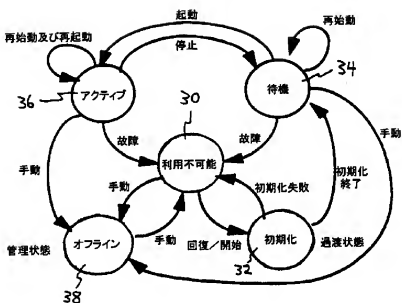 起動
再始動
再始動及び再起動
停止
34
36
アクティブ
待機
30
手動
故障
故障
利用不可能
手動
初期化失敗
初期化
終了
手動
手動
管理状態
オフライン
回復／開始
初期化
過渡状態
32
38